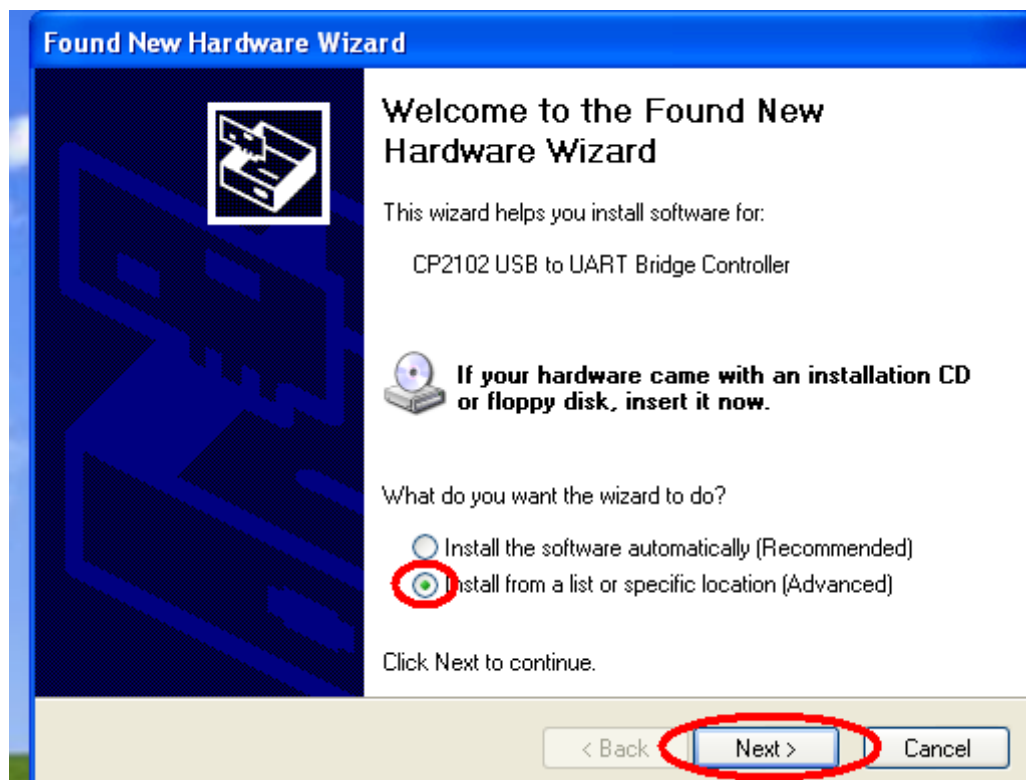 Found New Hardware Wizard
Welcome to the Found New
Hardware Wizard
This wizard helps you install software for:
CP2102 USB to UART Bridge Controller
If your hardware came with an installation CD
or floppy disk, insert it now.
What do you want the wizard to do?
Install the software automatically (Recommended)
Install from a list or specific location (Advanced)
Click Next to continue.
< Back Next > Cancel